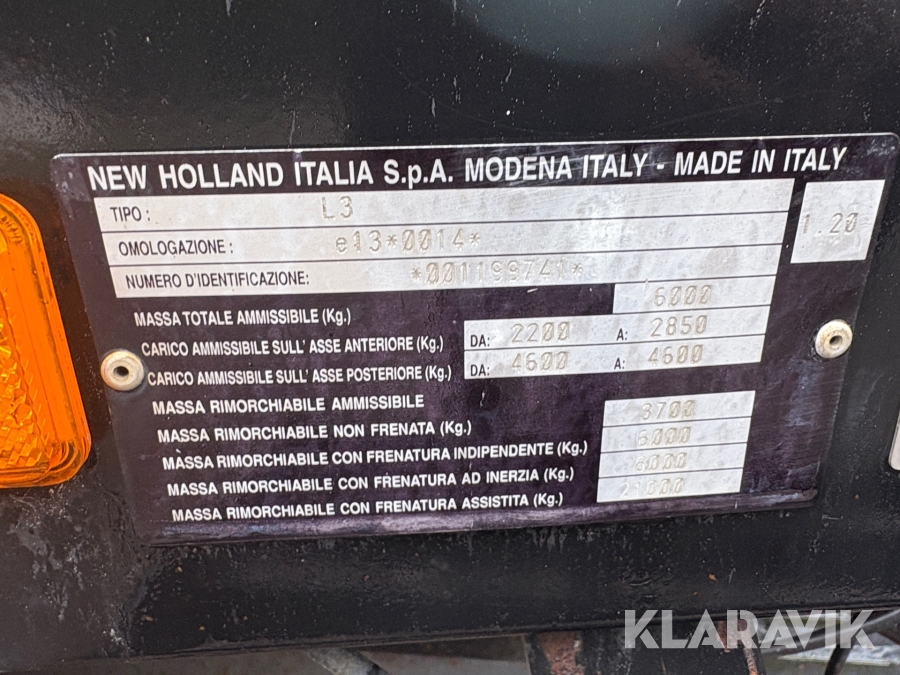 NEW HOLLAND ITALIA S.p.A. MODENA ITALY - MADE IN ITALY
TIPO: L3
1.20
OMOLOGAZIONE: e13*0014*
NUMERO D'IDENTIFICAZIONE: *001199741*
MASSA TOTALE AMMISSIBILE (Kg.) 6000
CARICO AMMISSIBILE SULL' ASSE ANTERIORE (Kg.) DA: 2200 A: 2850
CARICO AMMISSIBILE SULL' ASSE POSTERIORE (Kg.) DA: 4600 A: 4600
MASSA RIMORCHIABILE AMMISSIBILE
MASSA RIMORCHIABILE NON FRENATA (Kg.) 3700
MASSA RIMORCHIABILE CON FRENATURA INDIPENDENTE (Kg.) 6000
MASSA RIMORCHIABILE CON FRENATURA AD INERZIA (Kg.) 6000
MASSA RIMORCHIABILE CON FRENATURA ASSISTITA (Kg.)
KLARAVIK